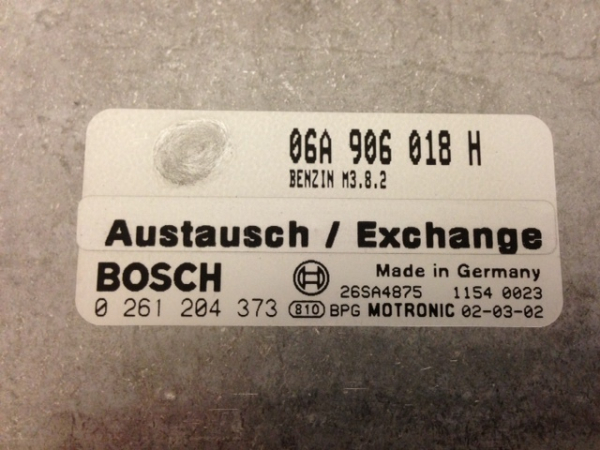 06A 906 018 H
BENZIN M3.8.2
Austausch / Exchange
BOSCH Made in Germany
26SA4875 1154 0023
0 261 204 373 810 BPG MOTRONIC 02-03-02